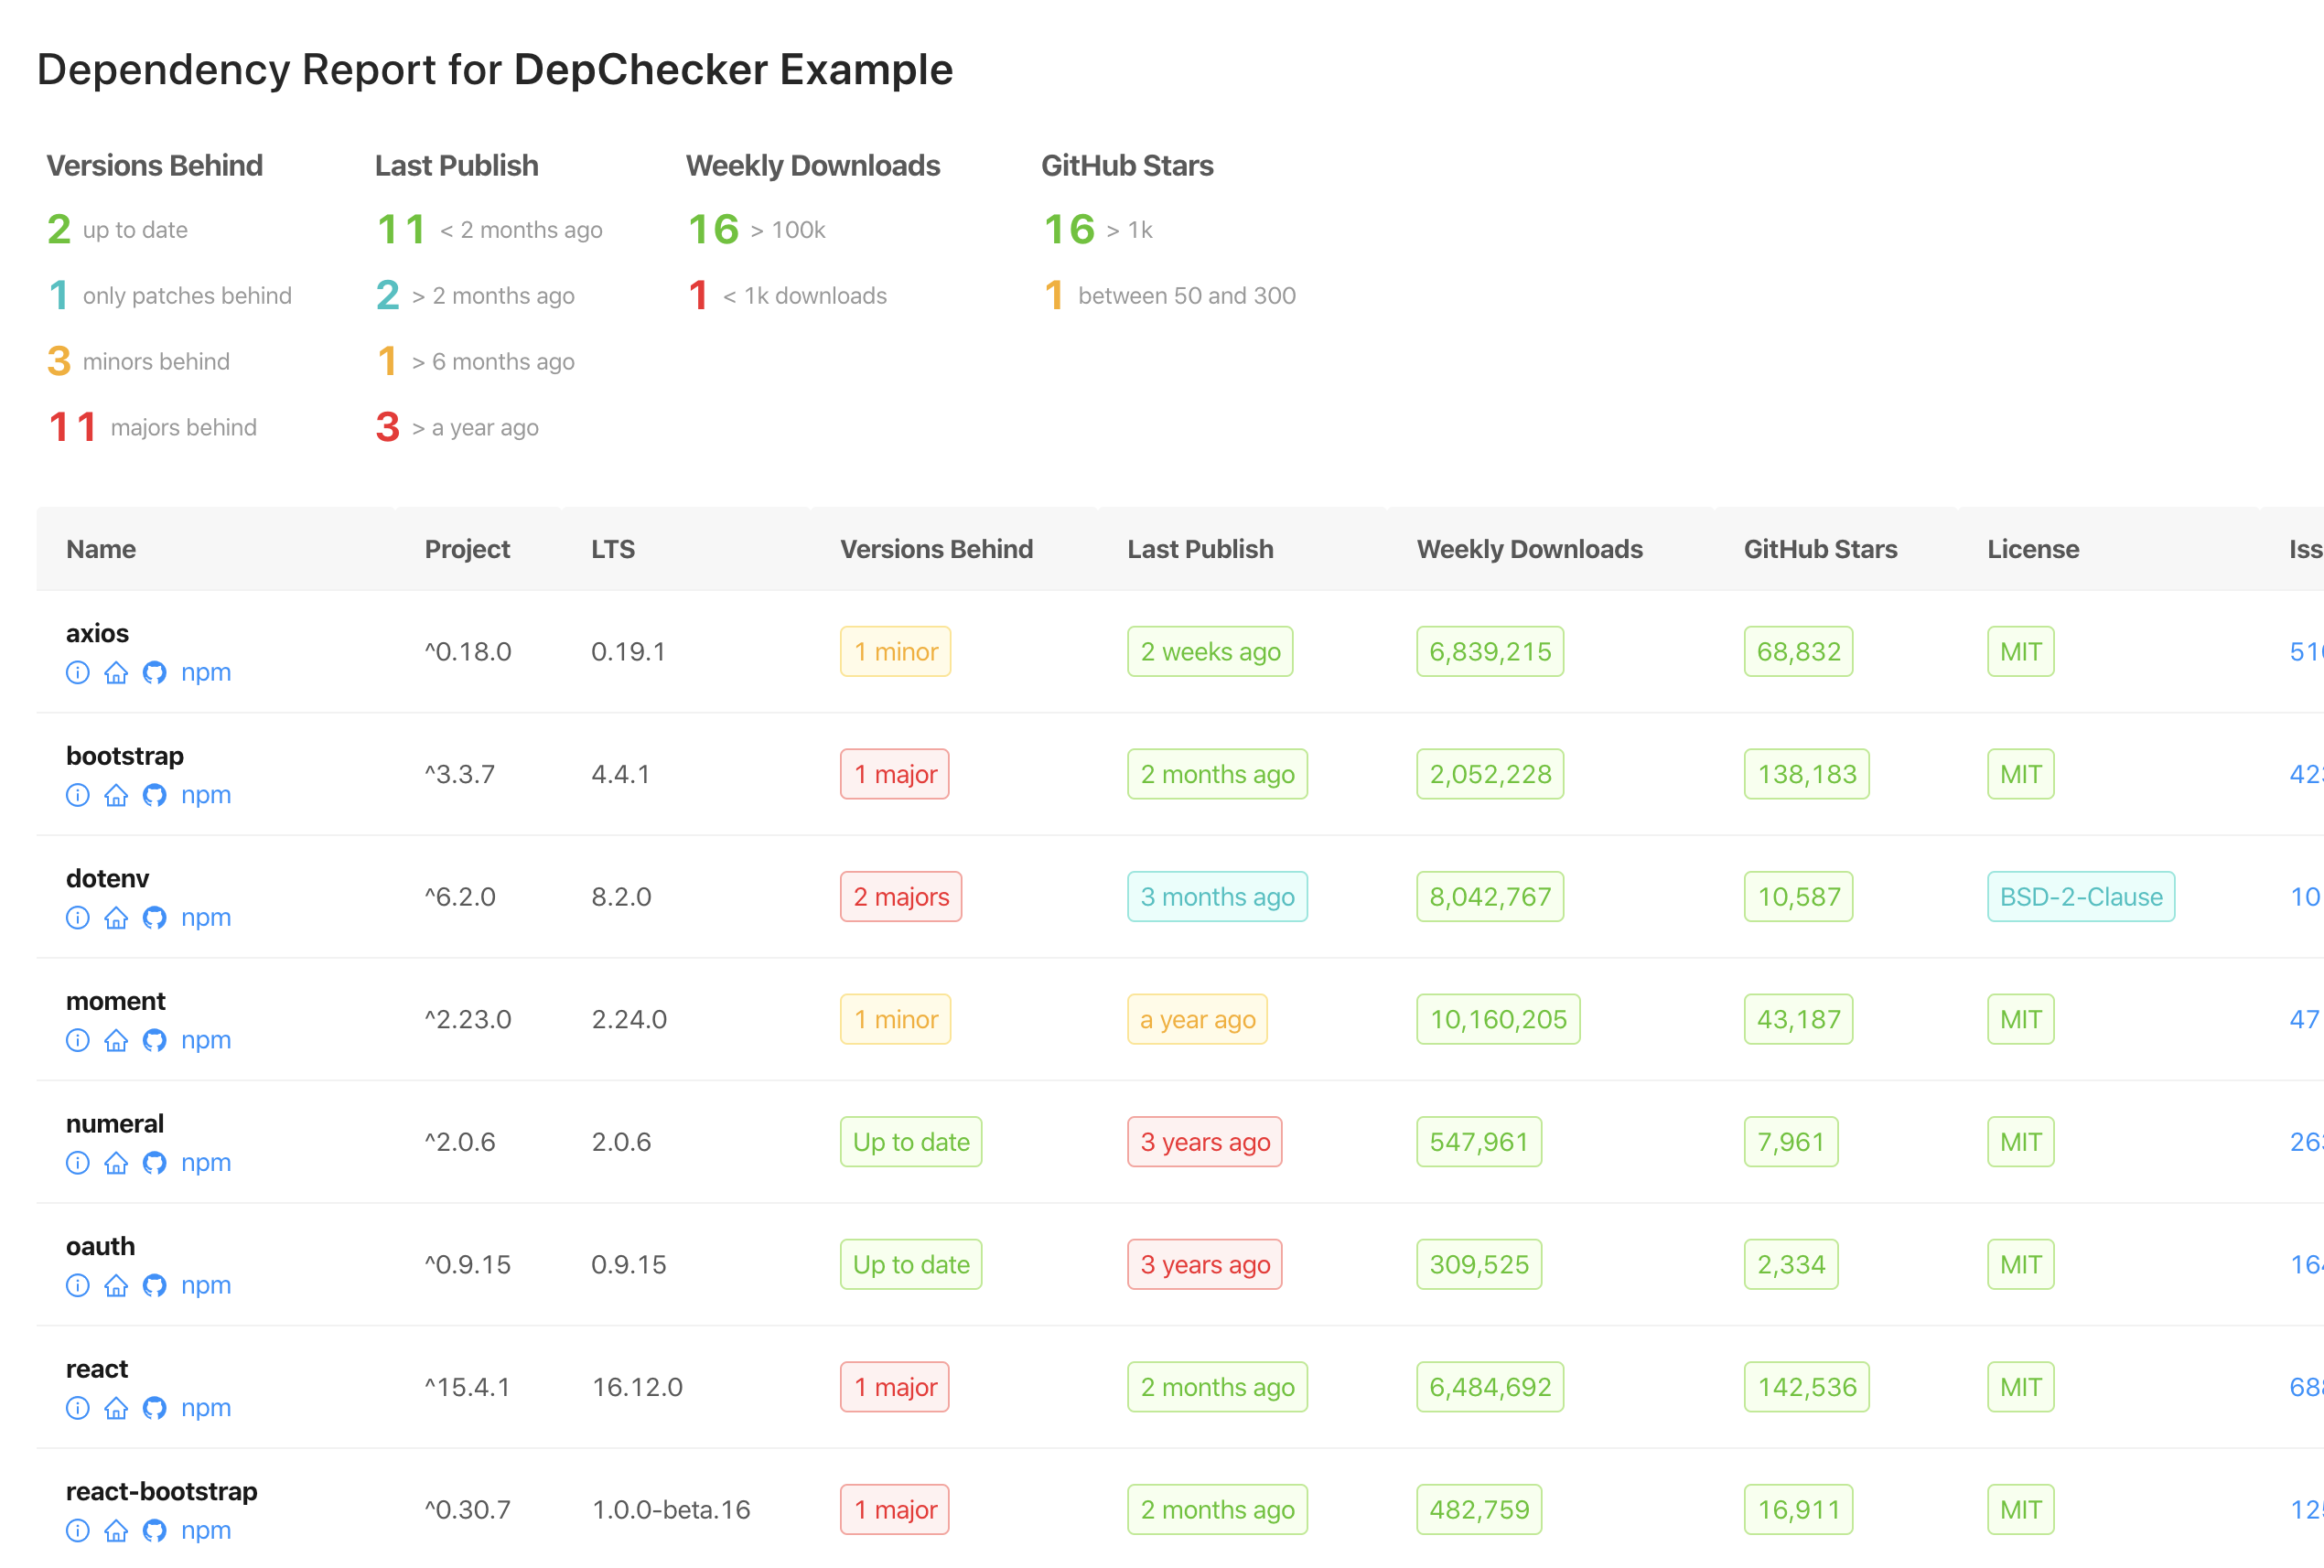 Dependency Report for DepChecker Example
Versions Behind Last Publish Weekly Downloads GitHub Stars
2 up to date 11 < 2 months ago 16 > 100k 16 > 1k
1 only patches behind 2 > 2 months ago 1 < 1k downloads 1 between 50 and 300
3 minors behind 1 > 6 months ago
11 majors behind 3 > a year ago
Name Project LTS Versions Behind Last Publish Weekly Downloads GitHub Stars License
axios
^0.18.0 0.19.1 1 minor 2 weeks ago 6,839,215 68,832 MIT
npm
bootstrap
^3.3.7 4.4.1 1 major 2 months ago 2,052,228 138,183 MIT
npm
dotenv
^6.2.0 8.2.0 2 majors 3 months ago 8,042,767 10,587 BSD-2-Clause 10
npm
moment
^2.23.0 2.24.0 1 minor a year ago 10,160,205 43,187 MIT 47
npm
numeral
^2.0.6 2.0.6 Up to date 3 years ago 547,961 7,961 MIT
npm
oauth
^0.9.15 0.9.15 Up to date 3 years ago 309,525 2,334 MIT
npm
react
^15.4.1 16.12.0 1 major 2 months ago 6,484,692 142,536 MIT
npm
react-bootstrap
^0.30.7 1.0.0-beta.16 1 major 2 months ago 482,759 16,911 MIT
npm